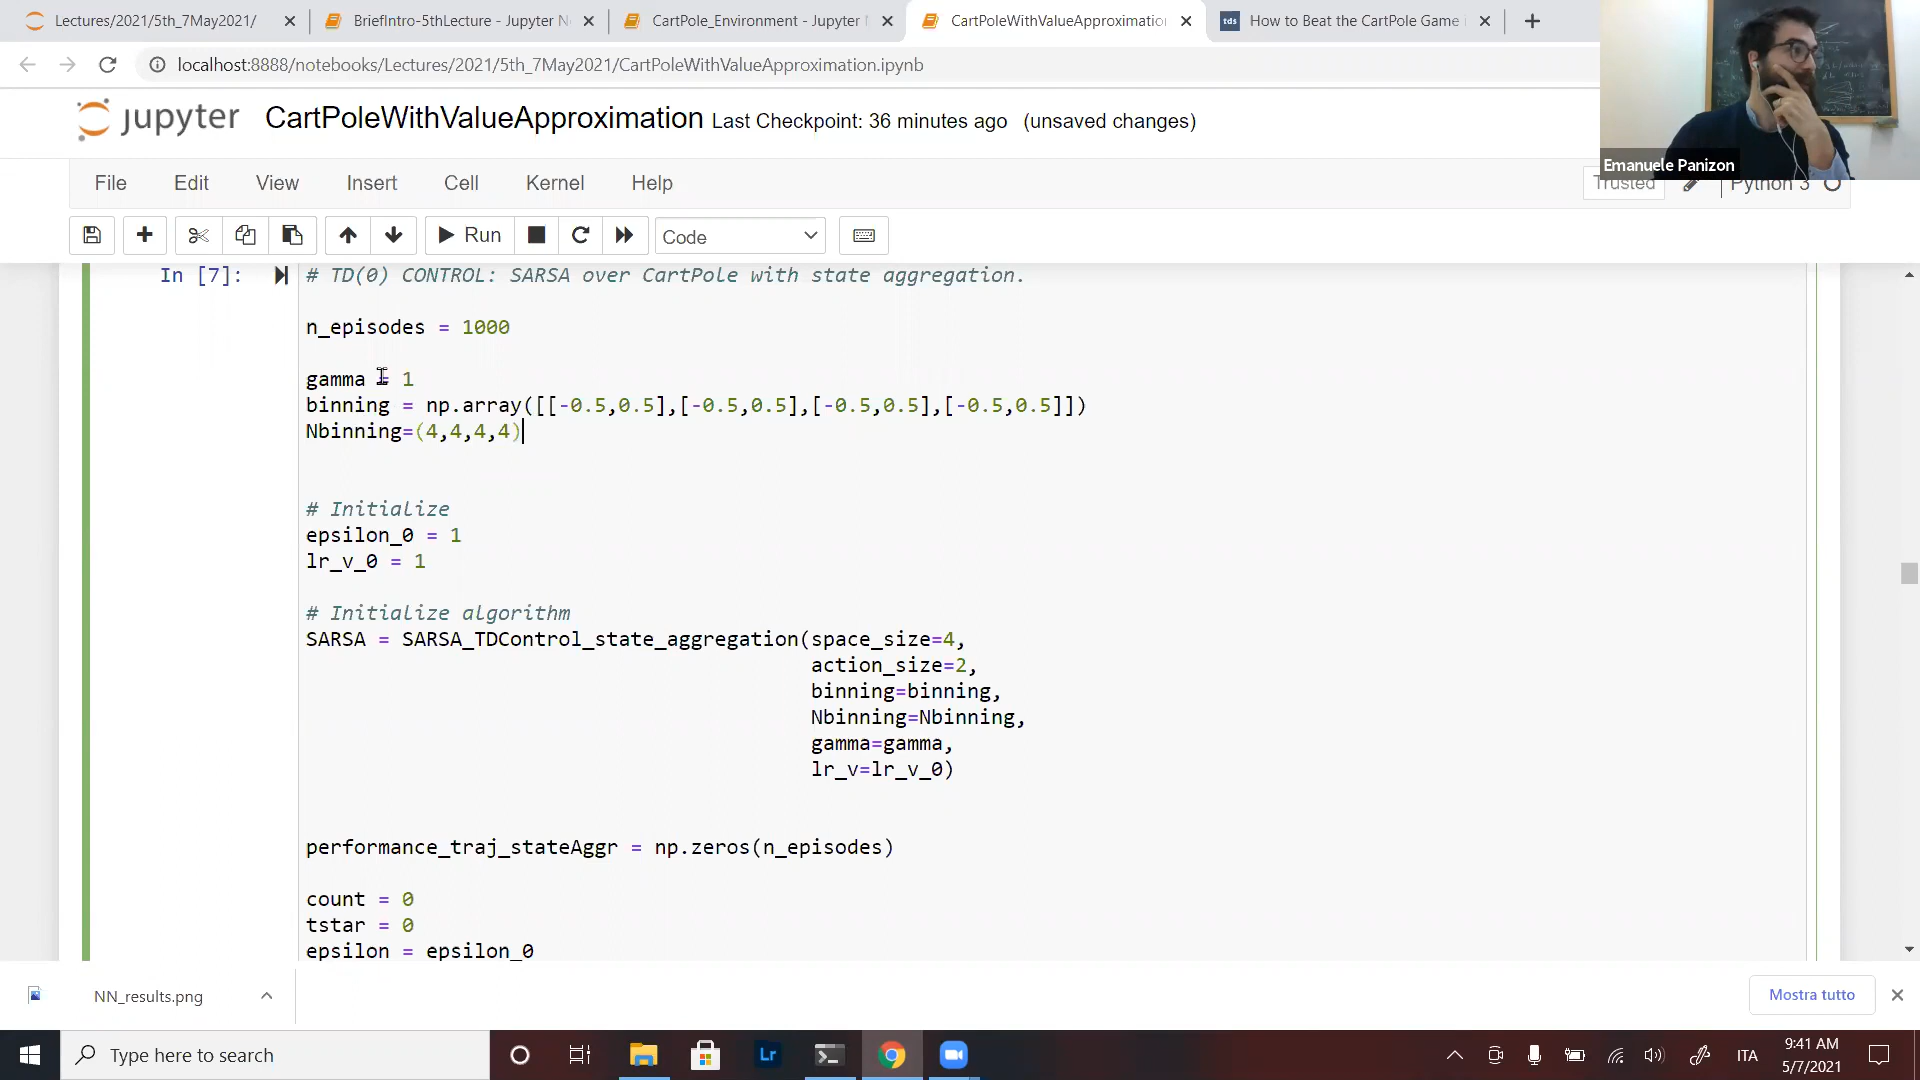 Lectures/2021/5th_7May2021/
BriefIntro-5thLecture - Jupyter N
CartPole_Environment - Jupyter
CartPoleWithValueApproximation
tds
How to Beat the CartPole Game i
localhost:8888/notebooks/Lectures/2021/5th_7May2021/CartPoleWithValueApproximation.ipynb
jupyter
CartPoleWithValueApproximation Last Checkpoint: 36 minutes ago (unsaved changes)
Emanuele Panizon
File Edit View Insert Cell Kernel Help
Trusted Python 3
Run Code
In [7]:
# TD(0) CONTROL: SARSA over CartPole with state aggregation.
n_episodes = 1000
gamma = 1
binning = np.array([[-0.5,0.5],[-0.5,0.5],[-0.5,0.5],[-0.5,0.5]])
Nbinning=(4,4,4,4)
# Initialize
epsilon_0 = 1
lr_v_0 = 1
# Initialize algorithm
SARSA = SARSA_TDControl_state_aggregation(space_size=4,
action_size=2,
binning=binning,
Nbinning=Nbinning,
gamma=gamma,
lr_v=lr_v_0)
performance_traj_stateAggr = np.zeros(n_episodes)
count = 0
tstar = 0
epsilon = epsilon_0
NN_results.png
Mostra tutto
Type here to search
Lr
ITA
9:41 AM
5/7/2021